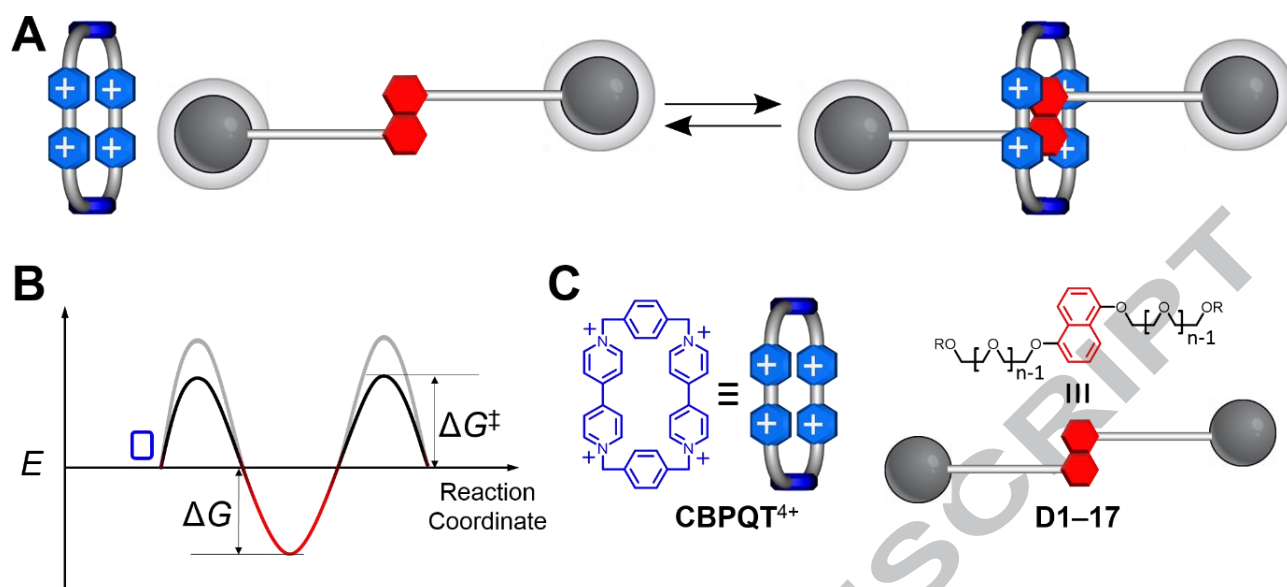 A
+ +
+ +
+ +
+ +
B
E
ΔG‡
ΔG
Reaction
Coordinate
C
+N
N+
+N
N+
≡
+ +
+ +
CBPQT4+
RO
O
n-1
O
O
O
n-1
OR
≡
D1–17
SCRIPT